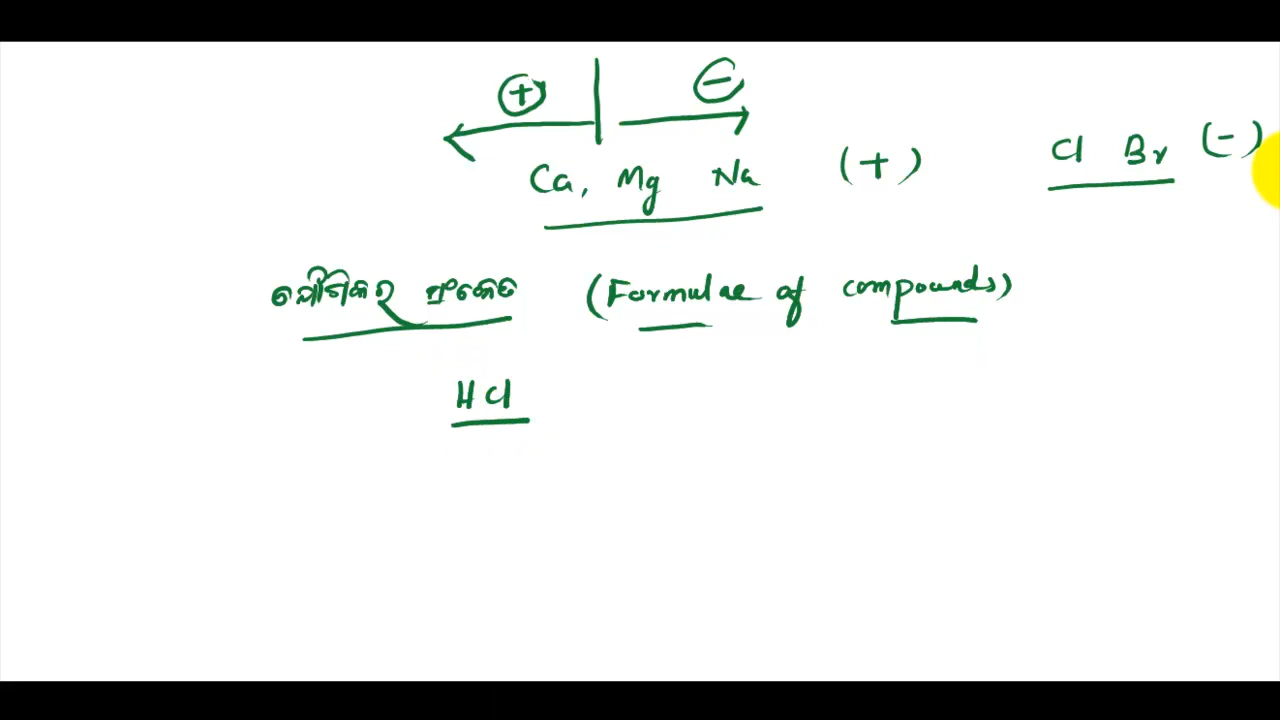 + −
Ca, Mg Na (+) Cl Br (-)
ଯୌଗିକର ସଂକେତ (Formulae of compounds)
HCl